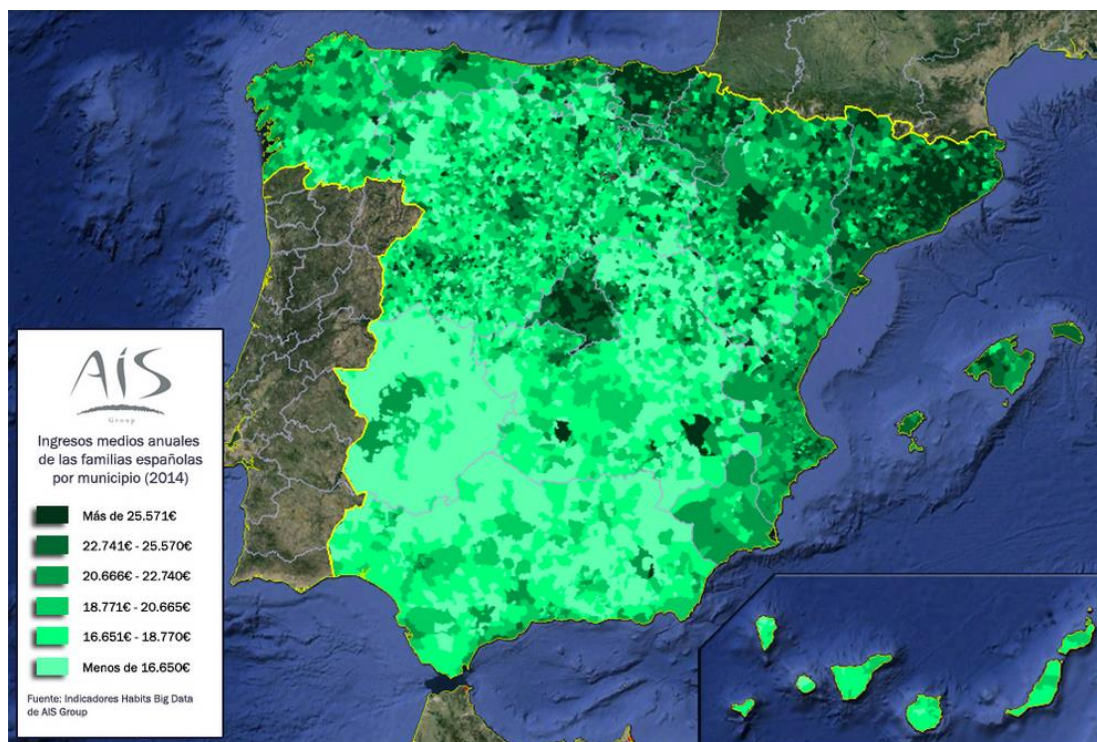 AÍS
Group
Ingresos medios anuales
de las familias españolas
por municipio (2014)
Más de 25.571€
22.741€ - 25.570€
20.666€ - 22.740€
18.771€ - 20.665€
16.651€ - 18.770€
Menos de 16.650€
Fuente: Indicadores Habits Big Data
de AIS Group